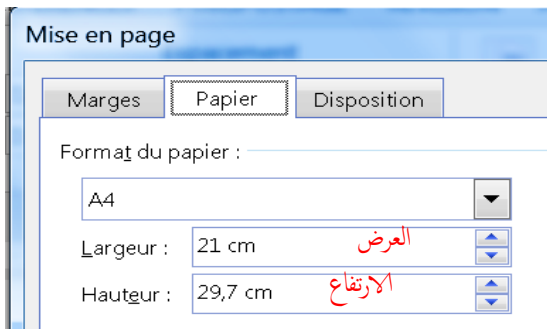 Mise en page
Marges Papier Disposition
Format du papier :
A4
Largeur : 21 cm العرض
Hauteur : 29,7 cm الارتفاع